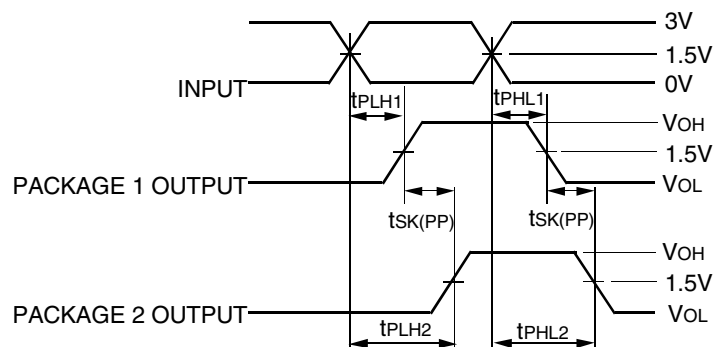 3V
1.5V
INPUT
0V
tPLH1
tPHL1
VOH
1.5V
PACKAGE 1 OUTPUT
VOL
tSK(PP)
tSK(PP)
VOH
1.5V
PACKAGE 2 OUTPUT
VOL
tPLH2
tPHL2